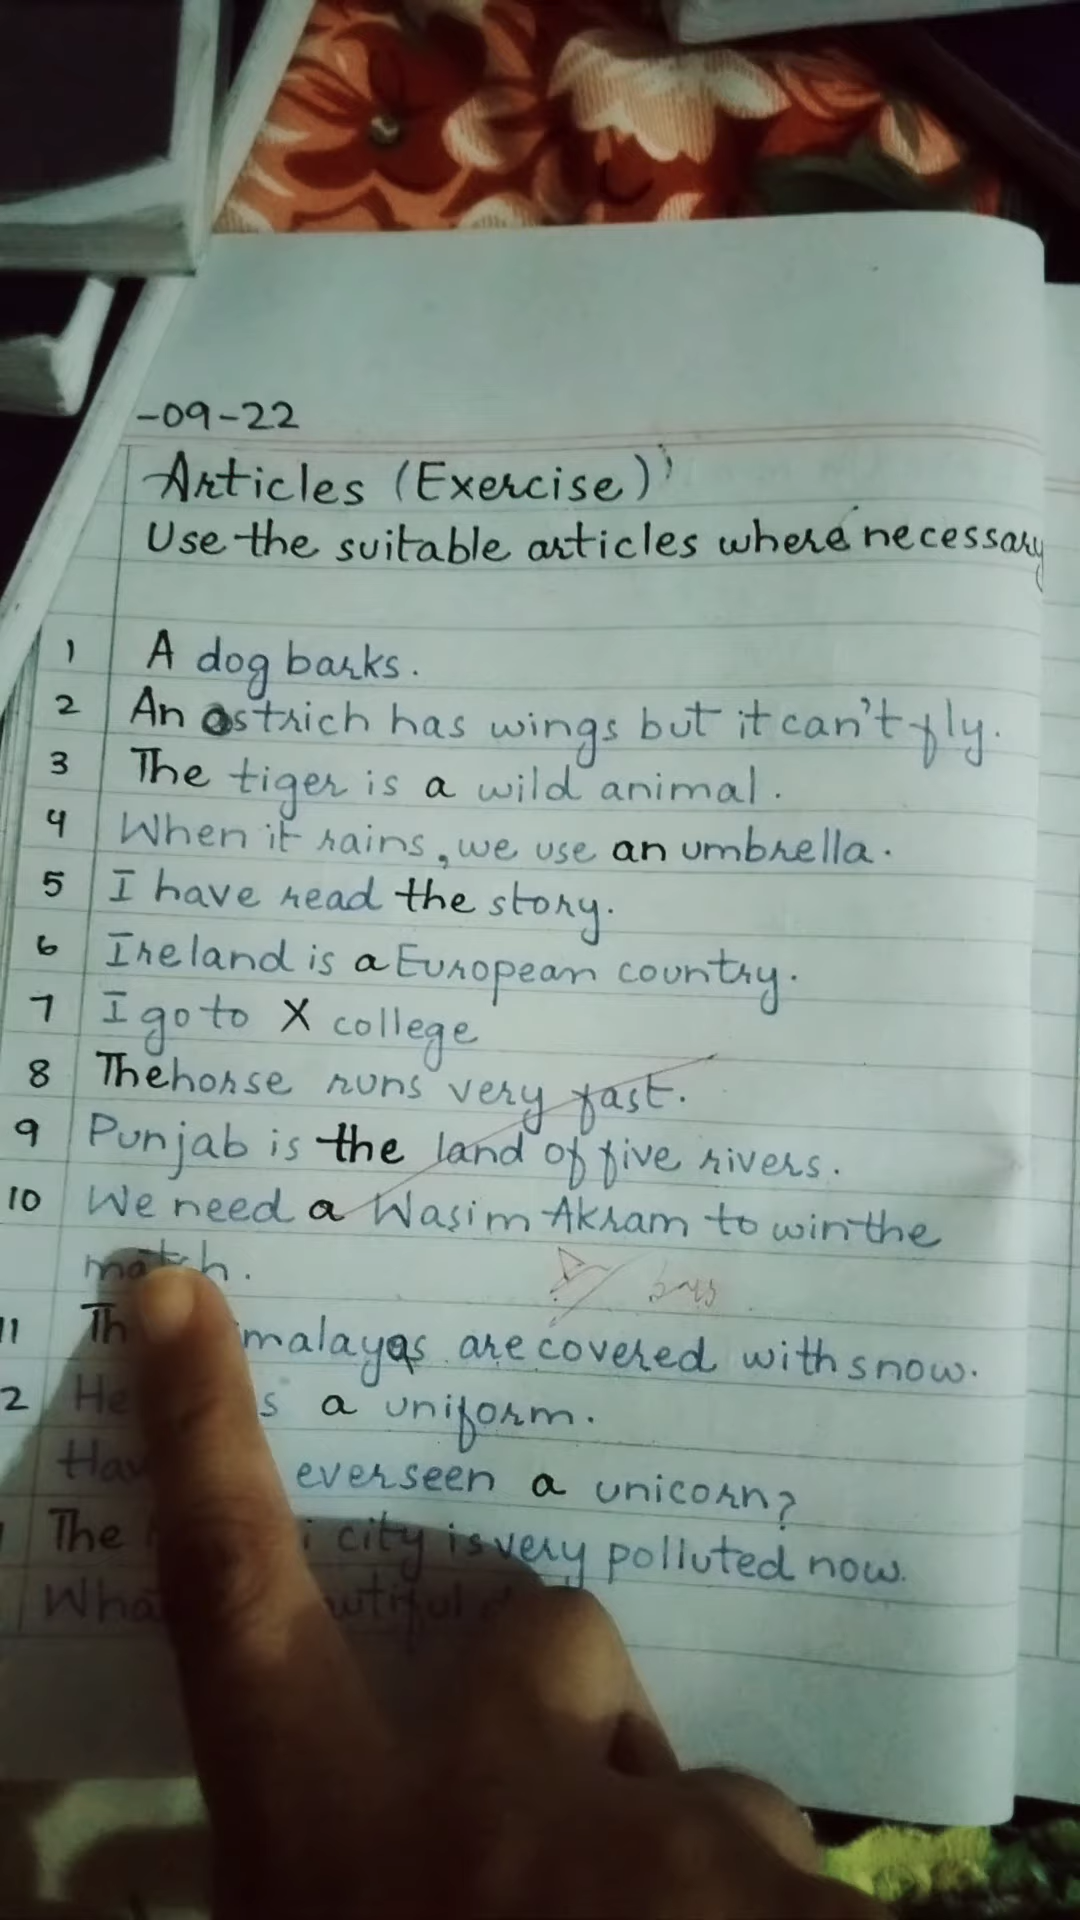 -09-22
Articles (Exercise)
Use the suitable articles where necessary
1 A dog barks.
2 An ostrich has wings but it can't fly.
3 The tiger is a wild animal.
4 When it rains, we use an umbrella.
5 I have read the story.
6 Ireland is a European country.
7 I go to X college
8 The horse runs very fast.
9 Punjab is the land of five rivers.
10 We need a Wasim Akram to win the
match.
11 malayas are covered with snow.
2 a uniform.
ever seen a unicorn?
The city is very polluted now.